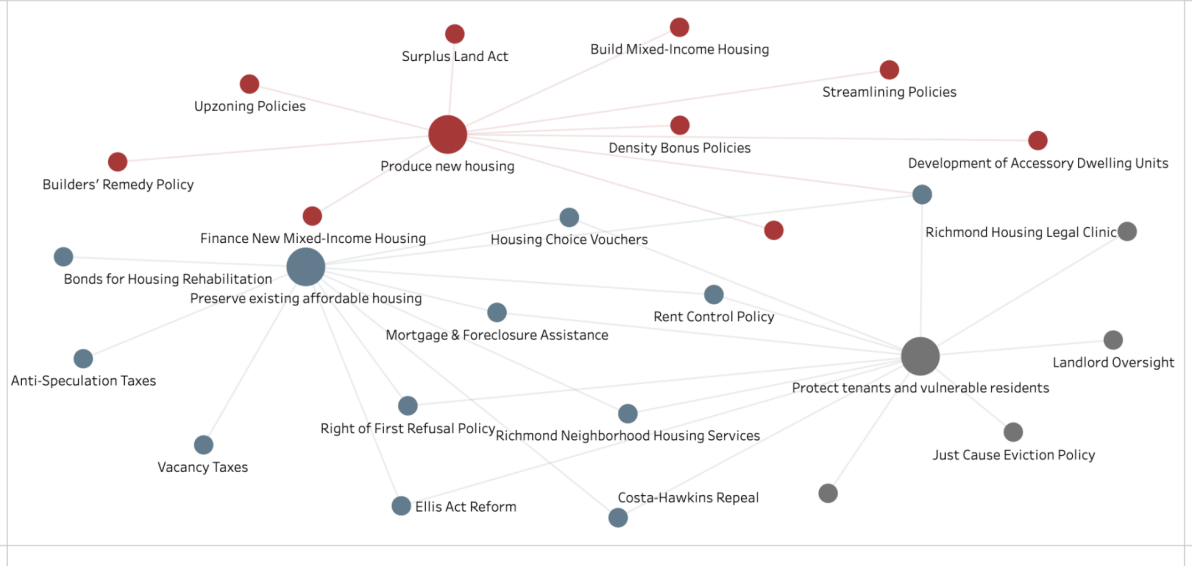 Surplus Land Act
Build Mixed-Income Housing
Streamlining Policies
Upzoning Policies
Density Bonus Policies
Produce new housing
Development of Accessory Dwelling Units
Builders' Remedy Policy
Finance New Mixed-Income Housing
Housing Choice Vouchers
Richmond Housing Legal Clinic
Bonds for Housing Rehabilitation
Preserve existing affordable housing
Rent Control Policy
Mortgage & Foreclosure Assistance
Landlord Oversight
Anti-Speculation Taxes
Protect tenants and vulnerable residents
Right of First Refusal Policy
Richmond Neighborhood Housing Services
Just Cause Eviction Policy
Vacancy Taxes
Costa-Hawkins Repeal
Ellis Act Reform